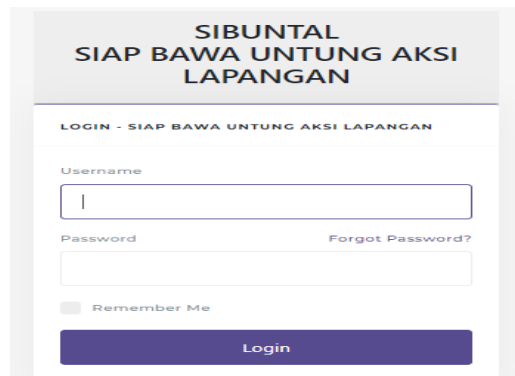 SIBUNTAL
SIAP BAWA UNTUNG AKSI
LAPANGAN
LOGIN - SIAP BAWA UNTUNG AKSI LAPANGAN
Username
Password Forgot Password?
Remember Me
Login